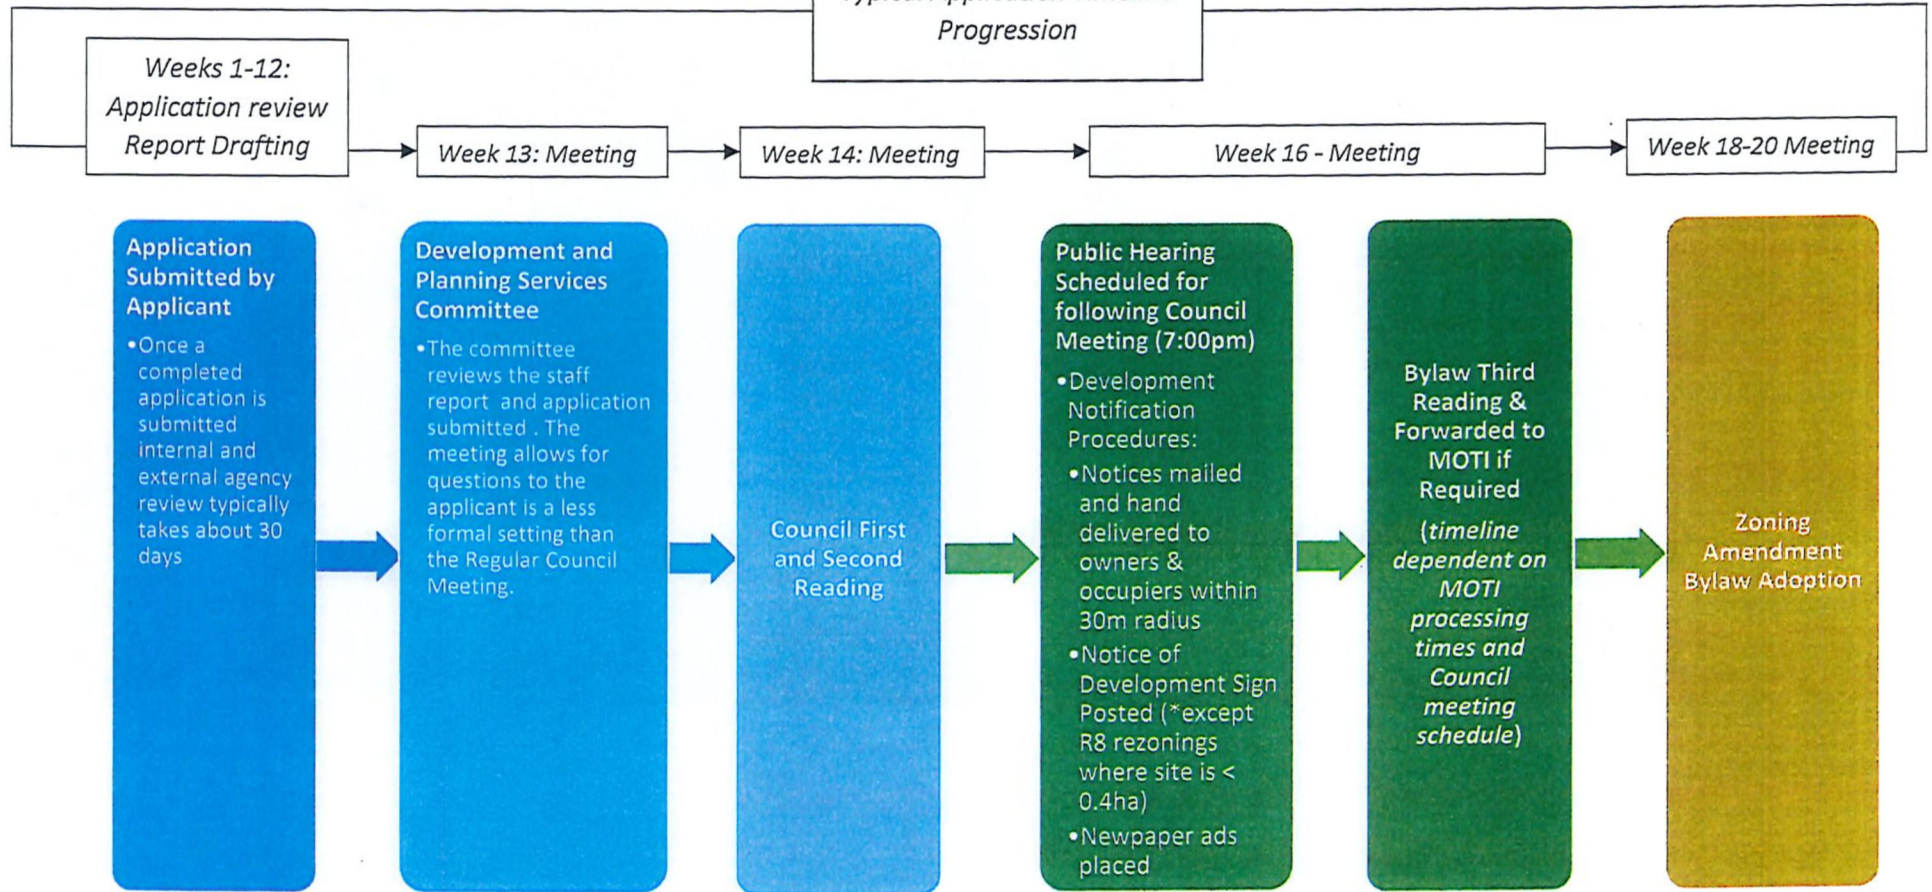 Progression
Weeks 1-12:
Application review
Report Drafting
Week 13: Meeting
Week 14: Meeting
Week 16 - Meeting
Week 18-20 Meeting
Application
Submitted by
Applicant
•Once a
completed
application is
submitted
internal and
external agency
review typically
takes about 30
days
Development and
Planning Services
Committee
•The committee
reviews the staff
report and application
submitted . The
meeting allows for
questions to the
applicant is a less
formal setting than
the Regular Council
Meeting.
Council First
and Second
Reading
Public Hearing
Scheduled for
following Council
Meeting (7:00pm)
•Development
Notification
Procedures:
•Notices mailed
and hand
delivered to
owners &
occupiers within
30m radius
•Notice of
Development Sign
Posted (*except
R8 rezonings
where site is <
0.4ha)
•Newpaper ads
placed
Bylaw Third
Reading &
Forwarded to
MOTI if
Required
(timeline
dependent on
MOTI
processing
times and
Council
meeting
schedule)
Zoning
Amendment
Bylaw Adoption